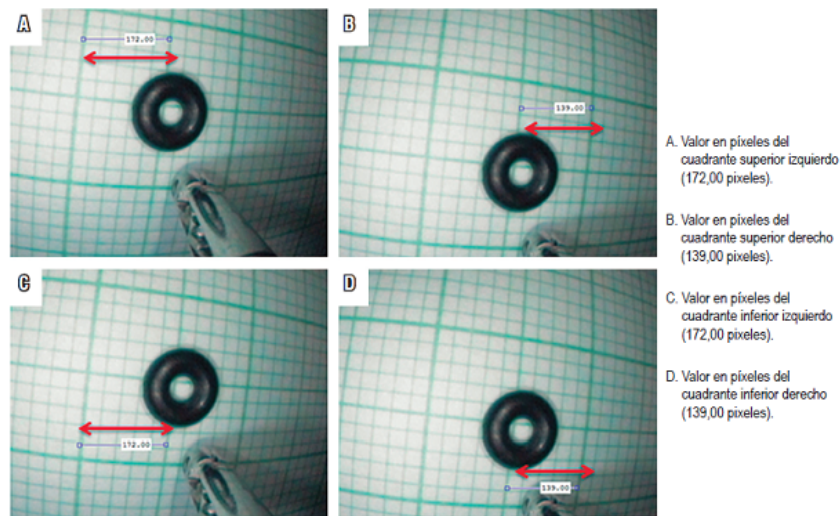 A
172.00
B
139.00
C
172.00
D
139.00
A. Valor en píxeles del
cuadrante superior izquierdo
(172,00 pixeles).
B. Valor en píxeles del
cuadrante superior derecho
(139,00 pixeles).
C. Valor en píxeles del
cuadrante inferior izquierdo
(172,00 pixeles).
D. Valor en píxeles del
cuadrante inferior derecho
(139,00 pixeles).